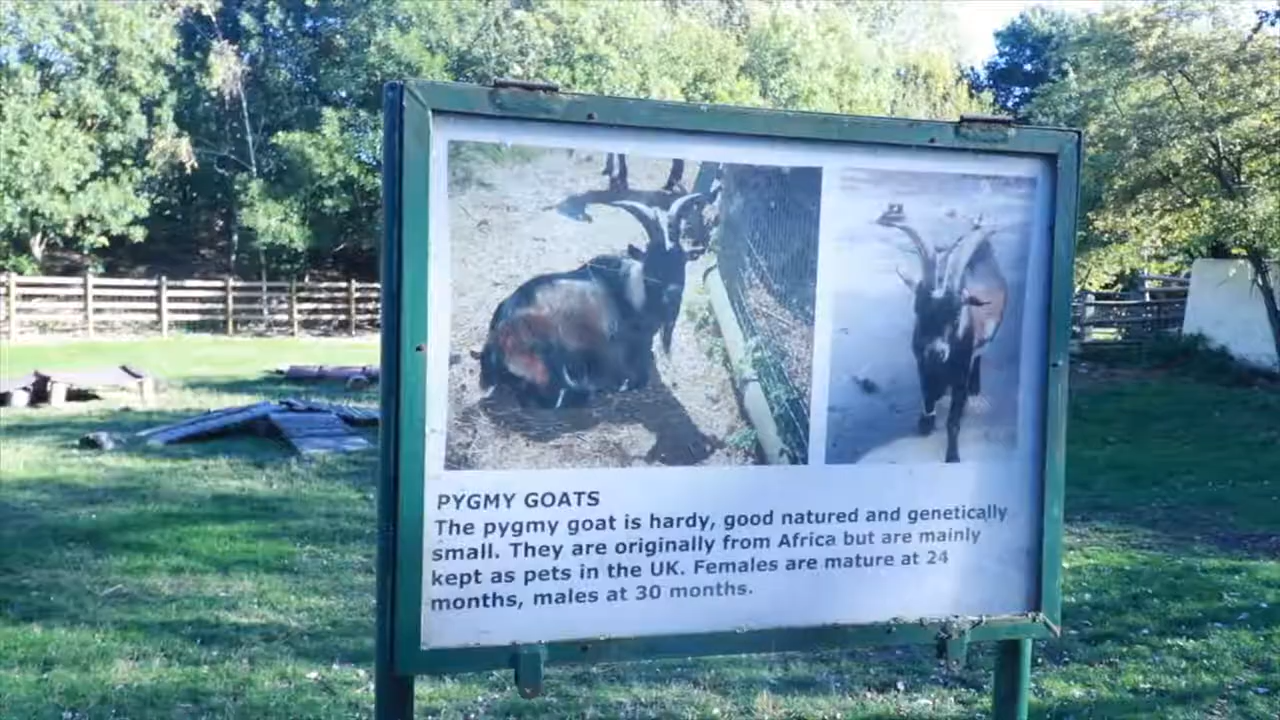 PYGMY GOATS
The pygmy goat is hardy, good natured and genetically
small. They are originally from Africa but are mainly
kept as pets in the UK. Females are mature at 24
months, males at 30 months.